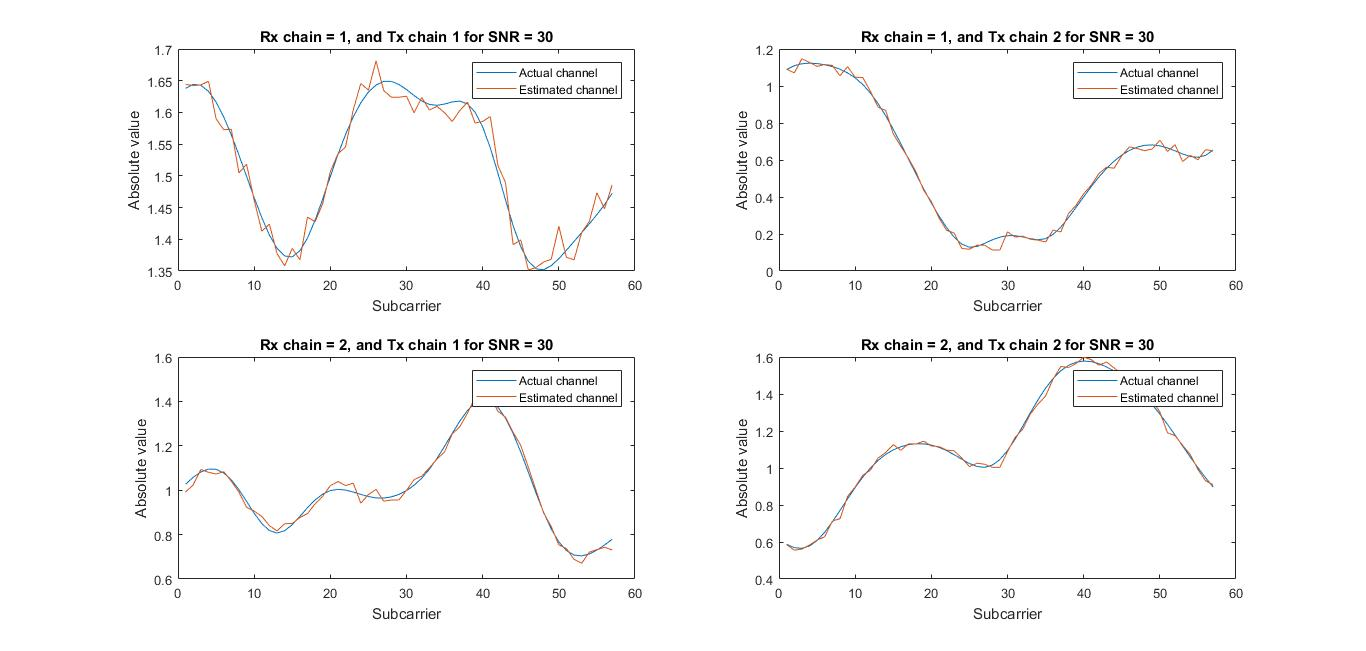 Rx chain = 1, and Tx chain 1 for SNR = 30
1.7
1.65
1.6
1.55
1.5
1.45
1.4
1.35
Absolute value
Actual channel
Estimated channel
0 10 20 30 40 50 60
Subcarrier
Rx chain = 1, and Tx chain 2 for SNR = 30
1.2
1
0.8
0.6
0.4
0.2
0
Absolute value
Actual channel
Estimated channel
0 10 20 30 40 50 60
Subcarrier
Rx chain = 2, and Tx chain 1 for SNR = 30
1.6
1.4
1.2
1
0.8
0.6
Absolute value
Actual channel
Estimated channel
0 10 20 30 40 50 60
Subcarrier
Rx chain = 2, and Tx chain 2 for SNR = 30
1.6
1.4
1.2
1
0.8
0.6
0.4
Absolute value
Actual channel
Estimated channel
0 10 20 30 40 50 60
Subcarrier